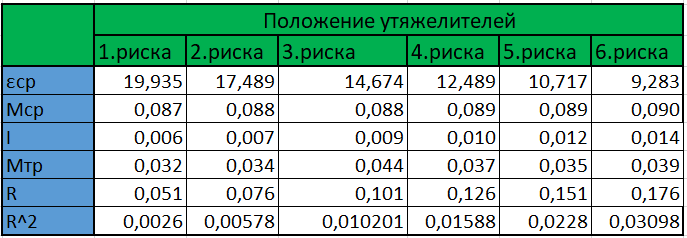 Положение утяжелителей
1.риска 2.риска 3.риска 4.риска 5.риска 6.риска
εср 19,935 17,489 14,674 12,489 10,717 9,283
Мср 0,087 0,088 0,088 0,089 0,089 0,090
I 0,006 0,007 0,009 0,010 0,012 0,014
Мтр 0,032 0,034 0,044 0,037 0,035 0,039
R 0,051 0,076 0,101 0,126 0,151 0,176
R^2 0,0026 0,00578 0,010201 0,01588 0,0228 0,03098